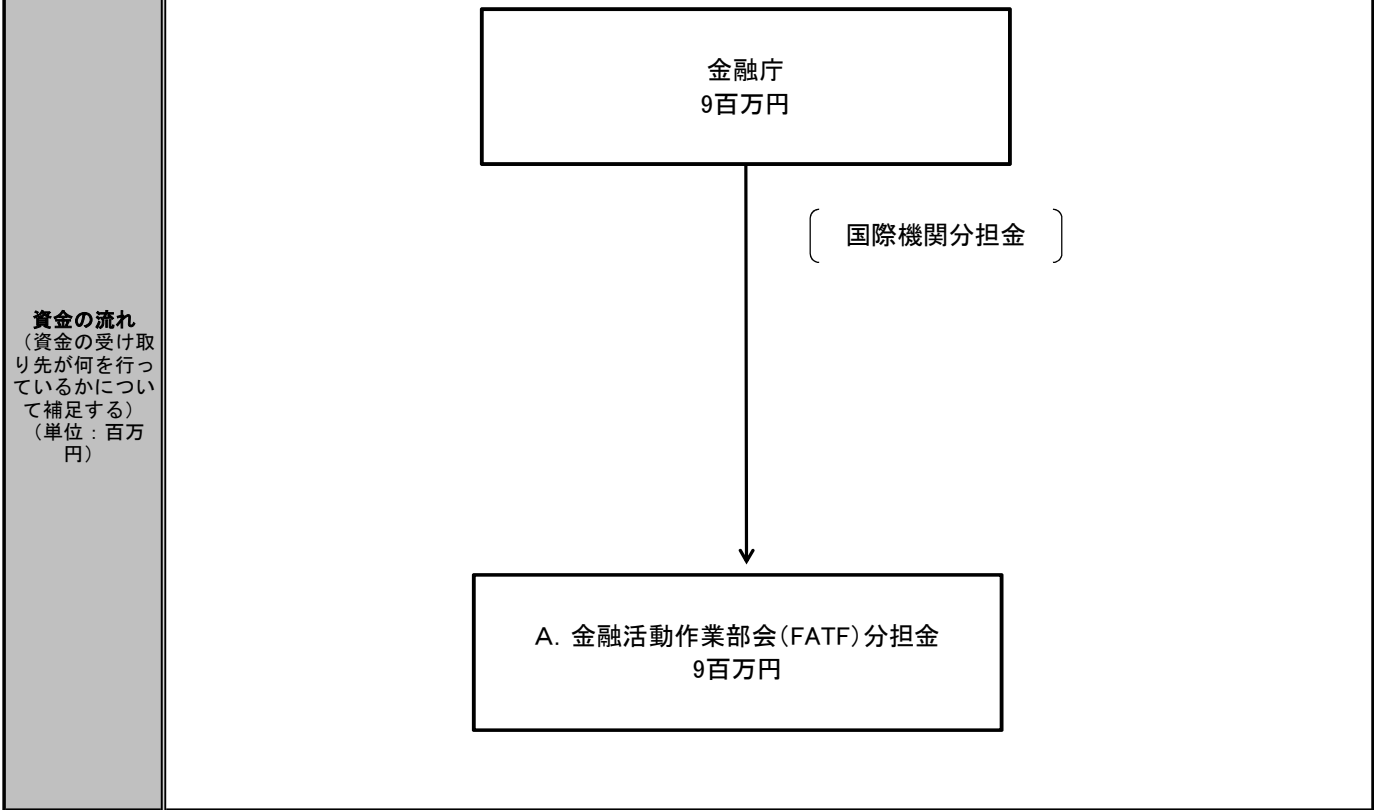 資金の流れ
（資金の受け取
り先が何を行っ
ているかについ
て補足する）
（単位：百万
円）
金融庁
9百万円
国際機関分担金
A．金融活動作業部会（FATF）分担金
9百万円